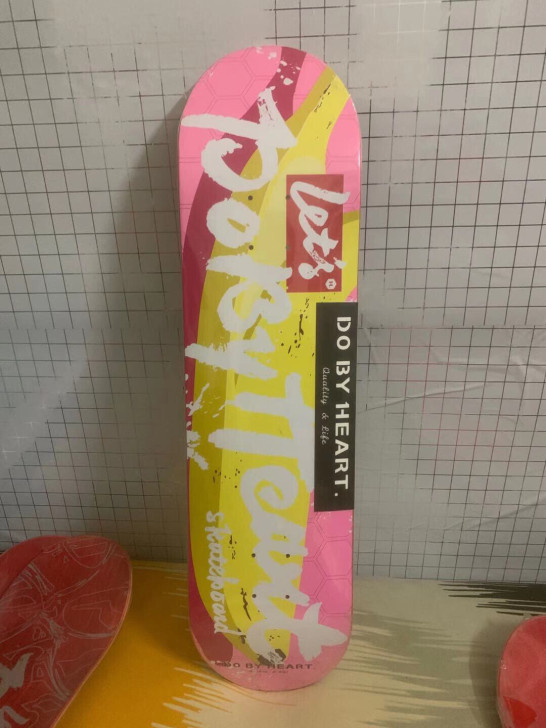 Let's
DO BY HEART.
Quality & Life
DoByHeart
skateboard
DO BY HEART